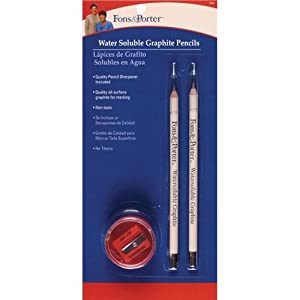 Fons&Porter
Water Soluble Graphite Pencils
Lápices de Grafito
Solubles en Agua
• Quality Pencil Sharpener
Included
• Quality all-surface
graphite for marking
• Non-toxic
• Se Incluye un
Sacapuntas de Calidad
• Grafito de Calidad para
Marcar Toda Superficie
• No Tóxico
Fons&Porter Watersoluble Graphite
Fons&Porter Watersoluble Graphite